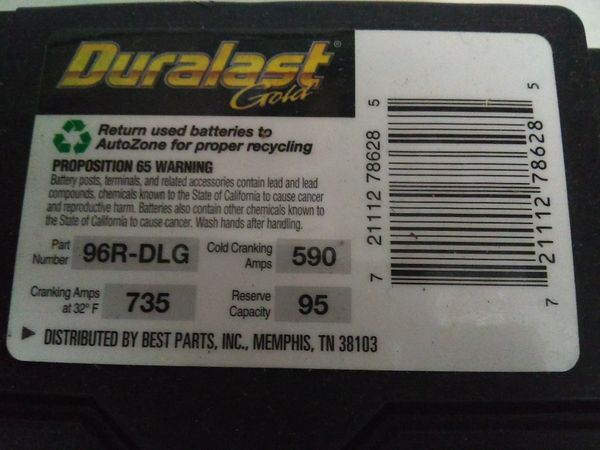 Duralast®
Gold
Return used batteries to
AutoZone for proper recycling
PROPOSITION 65 WARNING
Battery posts, terminals, and related accessories contain lead and lead
compounds, chemicals known to the State of California to cause cancer
and reproductive harm. Batteries also contain other chemicals known to
the State of California to cause cancer. Wash hands after handling.
Part Number 96R-DLG Cold Cranking Amps 590
Cranking Amps at 32° F 735 Reserve Capacity 95
DISTRIBUTED BY BEST PARTS, INC., MEMPHIS, TN 38103
7 21112 78628 5
7 21112 78628 5